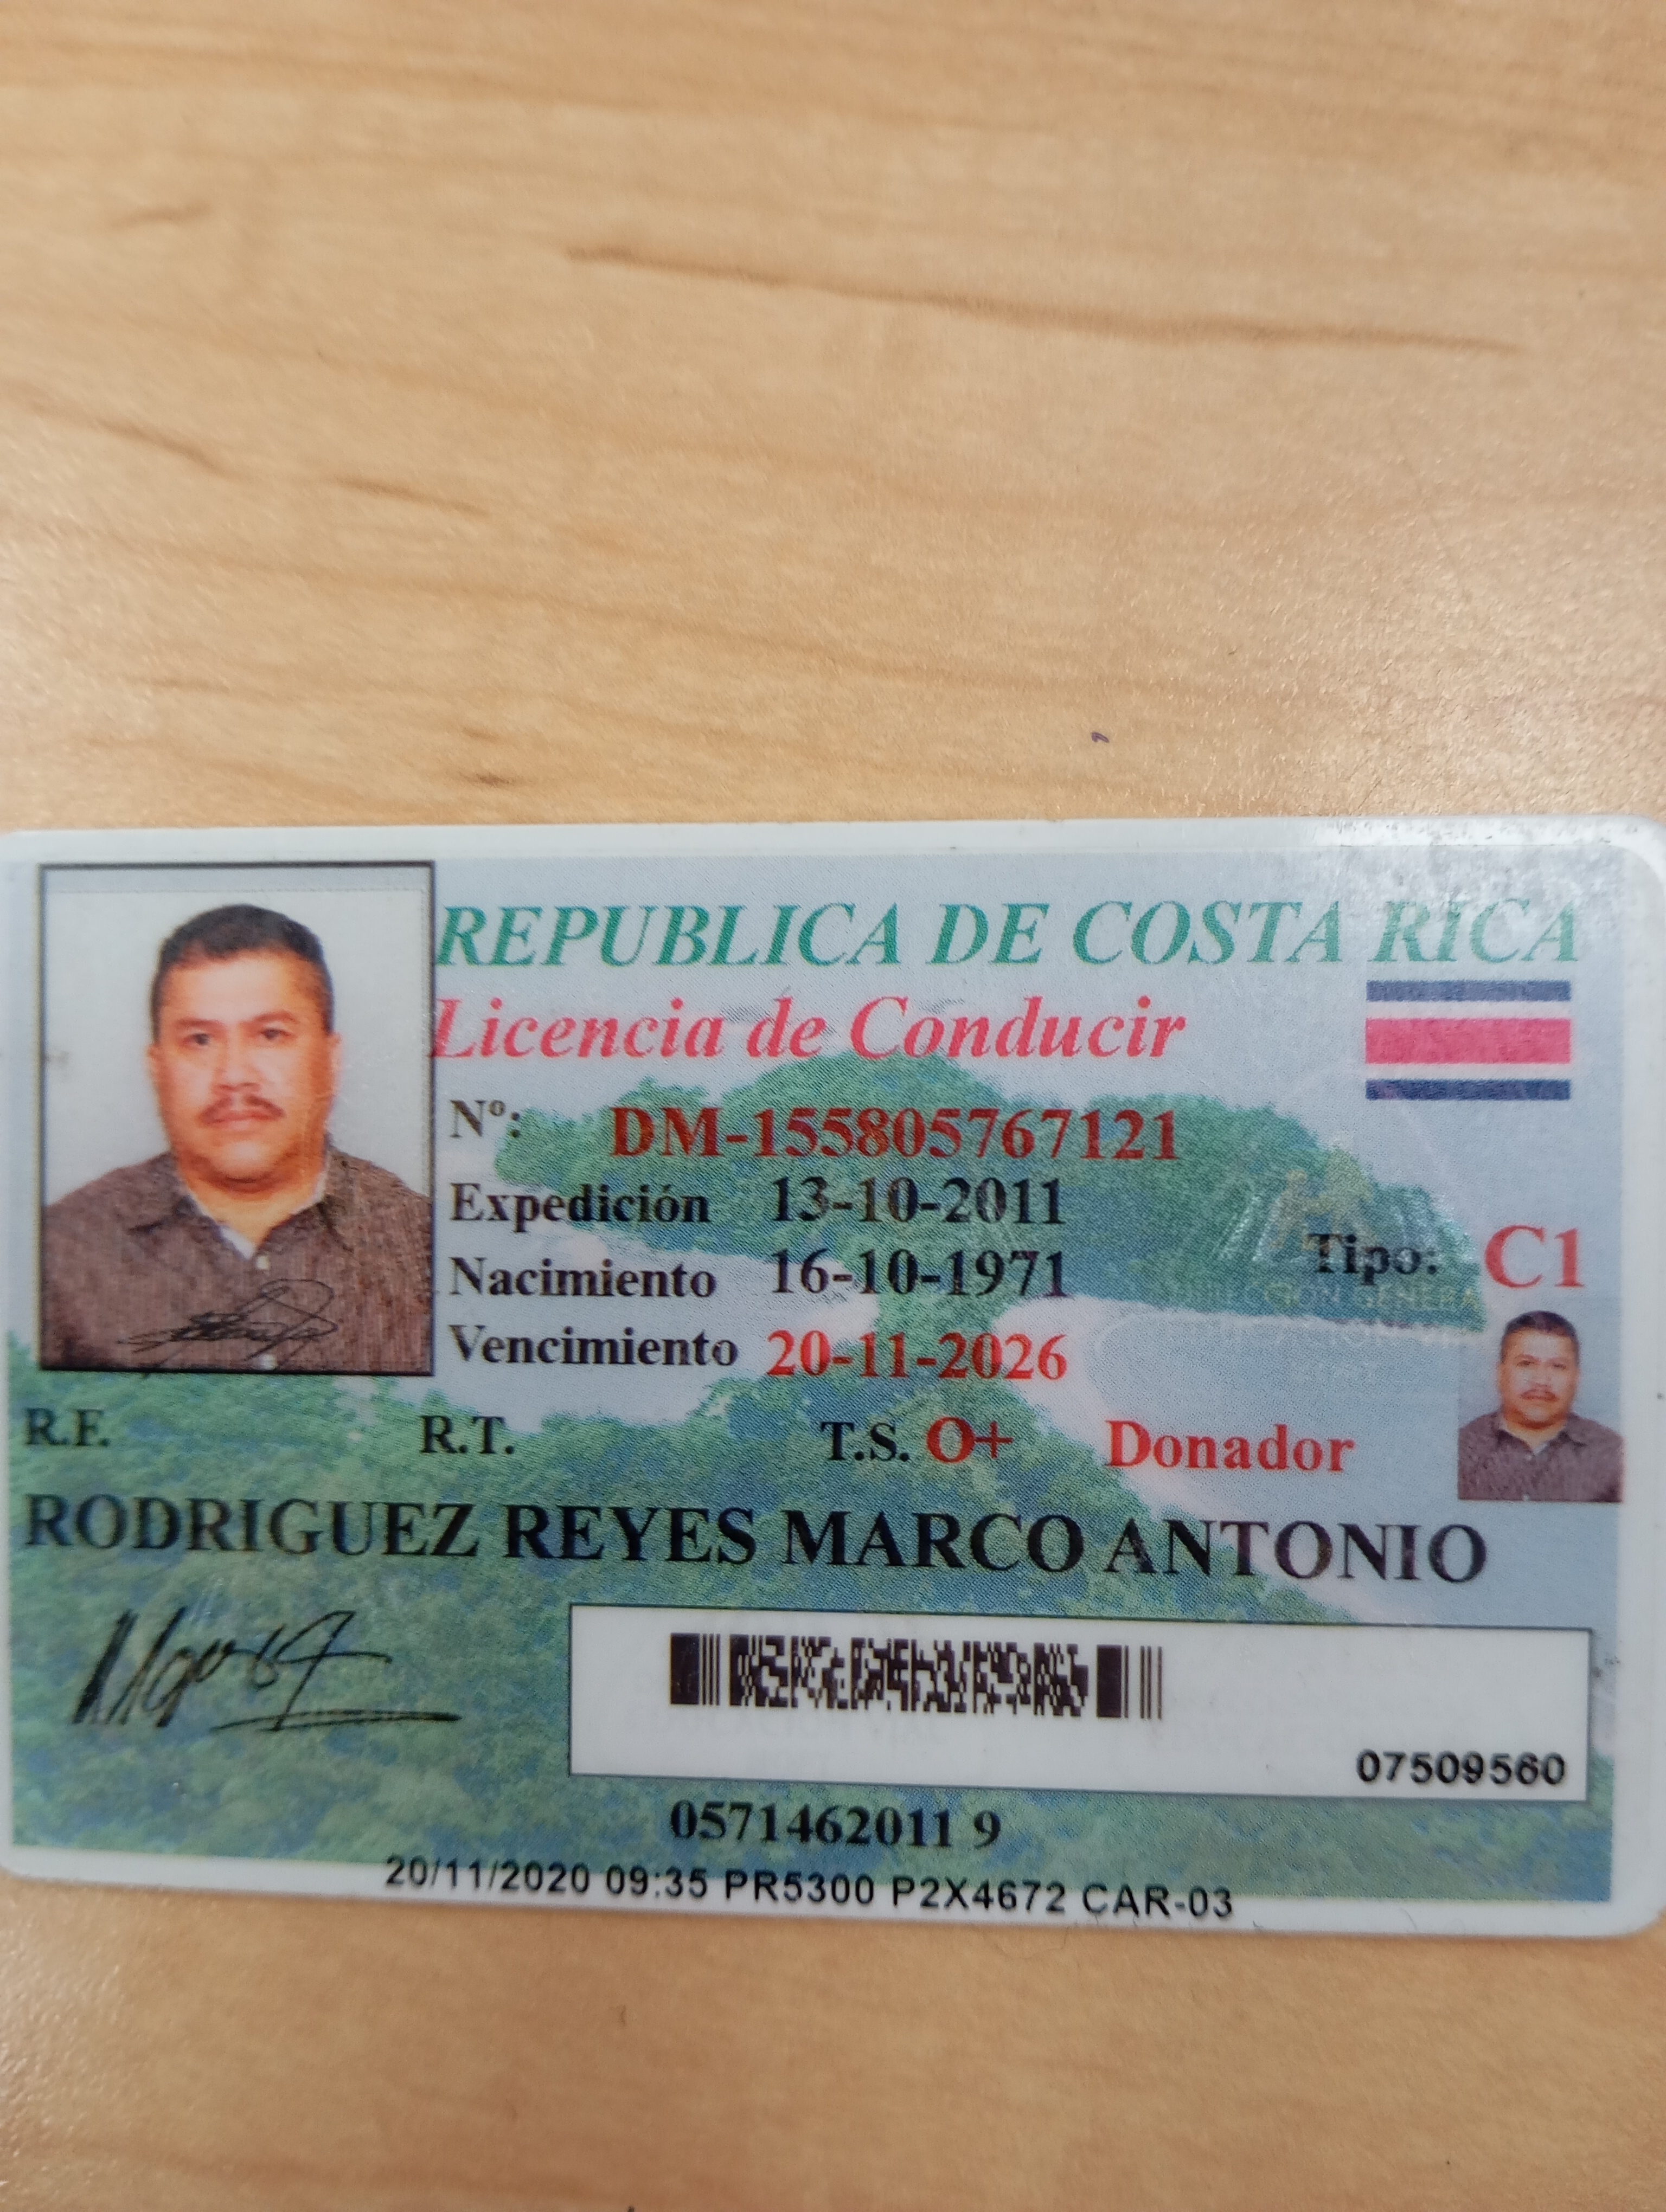 REPUBLICA DE COSTA RICA
Licencia de Conducir
Nº: DM-155805767121
Expedición 13-10-2011
Nacimiento 16-10-1971
Tipo: C1
Vencimiento 20-11-2026
R.F. R.T. T.S. O+ Donador
RODRIGUEZ REYES MARCO ANTONIO
07509560
0571462011 9
20/11/2020 09:35 PR5300 P2X4672 CAR-03